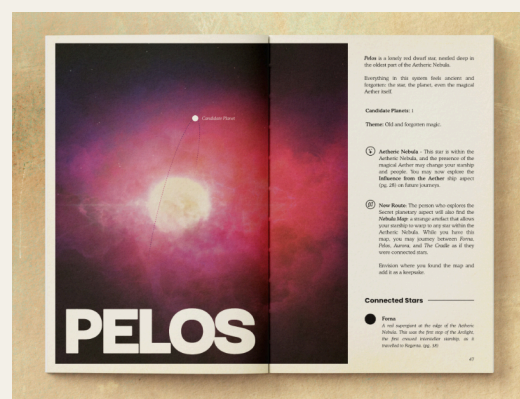 Candidate Planet
PELOS
Pelos is a lonely red dwarf star, nested deep in
the oldest part of the Aetheric Nebula.
Everything in this system feels ancient and
forgotten: the star, the planet, even the magical
Aether itself.
Candidate Planets: 1
Theme: Old and forgotten magic.
Aetheric Nebula - This star is within the
Aetheric Nebula, and the presence of the
magical Aether may change your starship
and people. You may now explore the
Influence from the Aether ship aspect
(pg. 28) on future journeys.
New Route: The person who explores the
Secret planetary aspect will also find the
Nebula Map: a strange artefact that allows
your starship to warp to any star within the
Aetheric Nebula. While you have this
map, you may journey between Forna,
Pelos, Aurora, and The Cradle as if they
were connected stars.
Envision where you found the map and
add it as a keepsake.
Connected Stars
Forna
A red supergiant at the edge of the Aetheric
Nebula. This was the first stop of the
the first crewed interstellar starship, as it
travelled to (pg. 38)
47